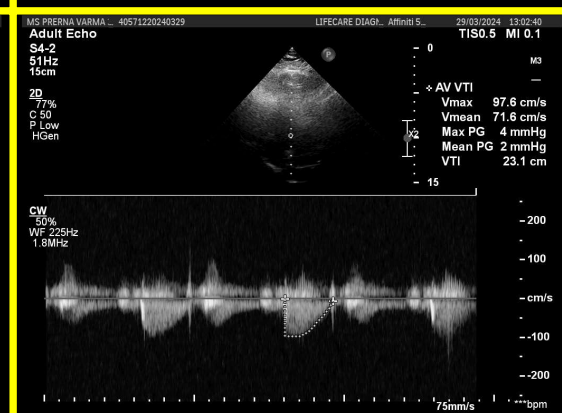 MS PRERNA VARMA ... 40571220240329 LIFECARE DIAGN... Affiniti 5... 29/03/2024 13:02:40
Adult Echo TIS0.5 MI 0.1
S4-2
51Hz
15cm
2D
77%
C 50
P Low
HGen
P
0
M3
AV VTI
Vmax 97.6 cm/s
Vmean 71.6 cm/s
Max PG 4 mmHg
Mean PG 2 mmHg
VTI 23.1 cm
X2
15
CW
50%
WF 225Hz
1.8MHz
-200
-100
-cm/s
--100
--200
75mm/s
***bpm